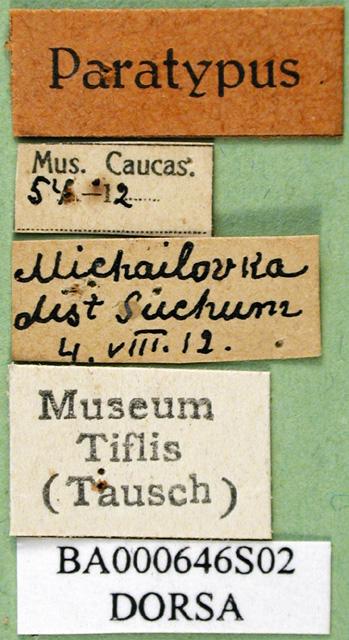 Paratypus
Mus. Caucas.
54-12
Michailovka
dist Suchum
4. VIII. 12.
Museum
Tiflis
(Tausch)
BA000646S02
DORSA